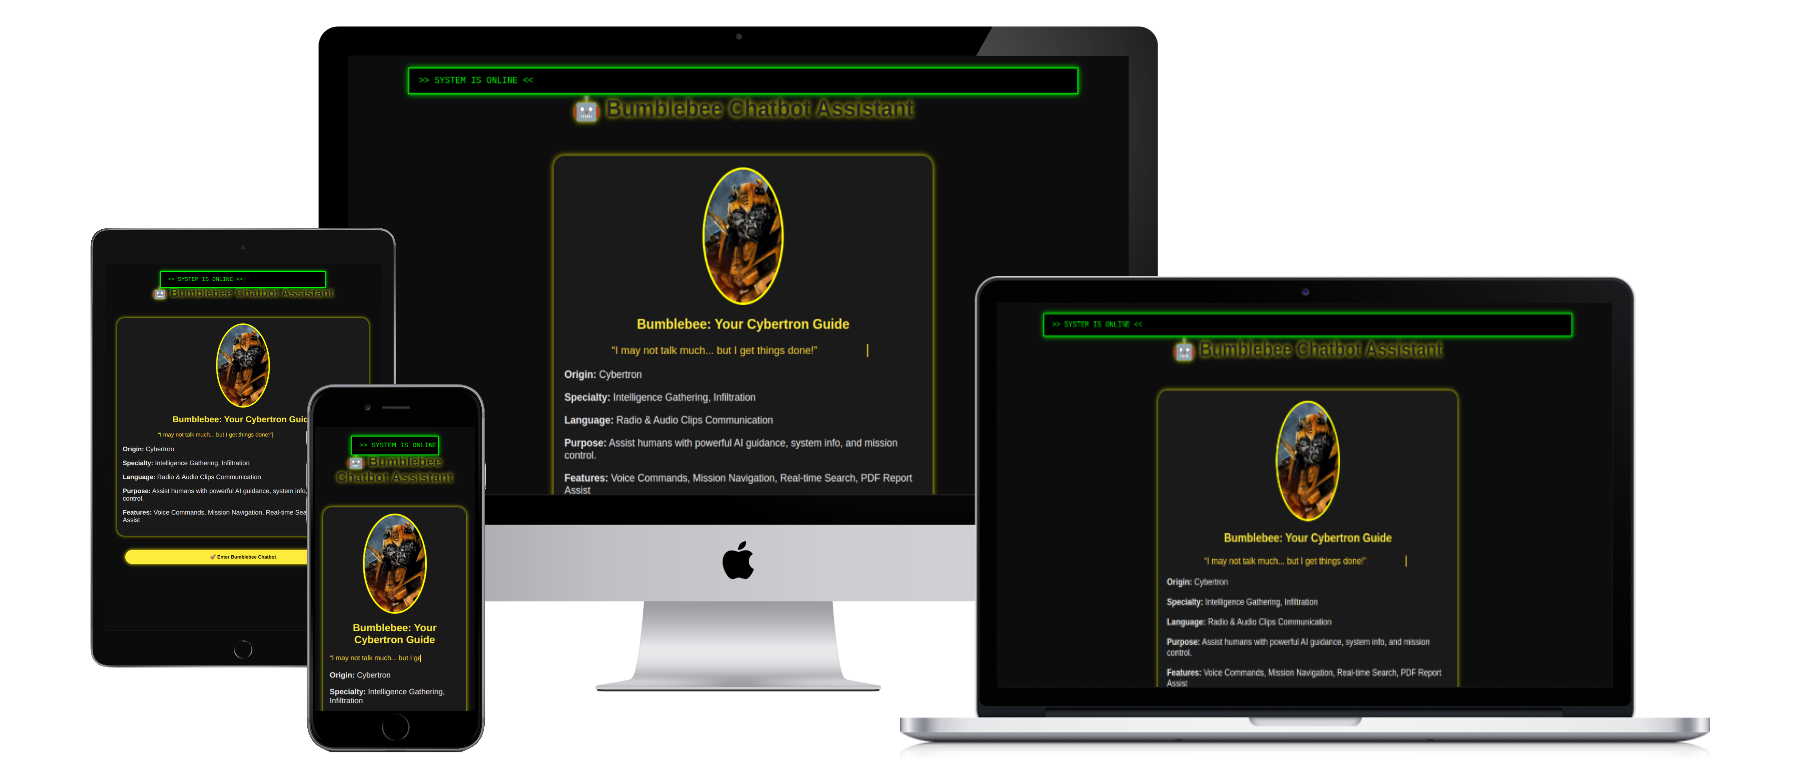 >> SYSTEM IS ONLINE <<
🤖 Bumblebee Chatbot Assistant
Bumblebee: Your Cybertron Guide
"I may not talk much... but I get things done!"
Origin: Cybertron
Specialty: Intelligence Gathering, Infiltration
Language: Radio & Audio Clips Communication
Purpose: Assist humans with powerful AI guidance, system info, and mission
control.
Features: Voice Commands, Mission Navigation, Real-time Search, PDF Report
Assist
>> SYSTEM IS ONLINE <<
🤖 Bumblebee Chatbot Assistant
Bumblebee: Your Cybertron Guid
"I may not talk much... but I get things done!"
Origin: Cybertron
Specialty: Intelligence Gathering, Infiltration
Language: Radio & Audio Clips Communication
Purpose: Assist humans with powerful AI guidance, system info,
control.
Features: Voice Commands, Mission Navigation, Real-time Sea
Assist
🚀 Enter Bumblebee Chatbot
>> SYSTEM IS ONLINE
🤖 Bumblebee
Chatbot Assistant
Bumblebee: Your
Cybertron Guide
"I may not talk much... but I ge
Origin: Cybertron
Specialty: Intelligence Gathering,
Infiltration
>> SYSTEM IS ONLINE <<
🤖 Bumblebee Chatbot Assistant
Bumblebee: Your Cybertron Guide
"I may not talk much... but I get things done!"
Origin: Cybertron
Specialty: Intelligence Gathering, Infiltration
Language: Radio & Audio Clips Communication
Purpose: Assist humans with powerful AI guidance, system info, and mission
control.
Features: Voice Commands, Mission Navigation, Real-time Search, PDF Report
Assist